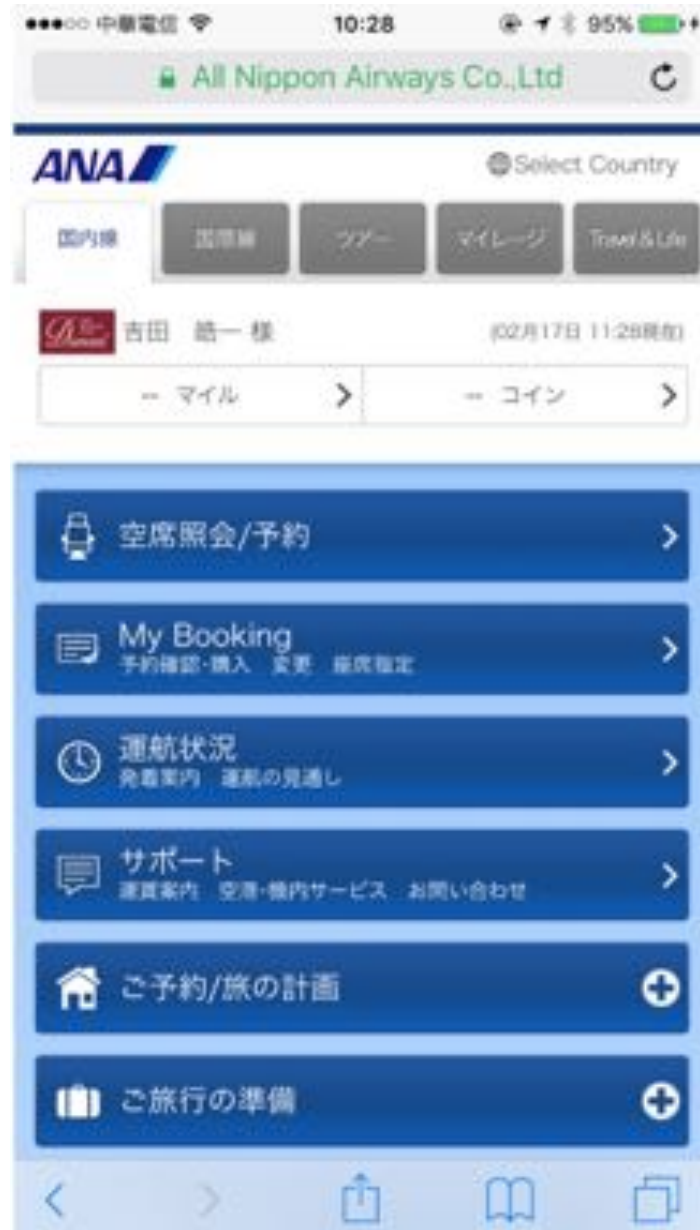 中華電信 10:28 95%
All Nippon Airways Co.,Ltd
ANA Select Country
国内線 国際線 ツアー マイレージ Travel & Life
吉田 皓一 様 (02月17日 11:28現在)
-- マイル -- コイン
空席照会/予約
My Booking
予約確認・購入 変更 座席指定
運航状況
発着案内 運航の見通し
サポート
運賃案内 空港・機内サービス お問い合わせ
ご予約/旅の計画
ご旅行の準備